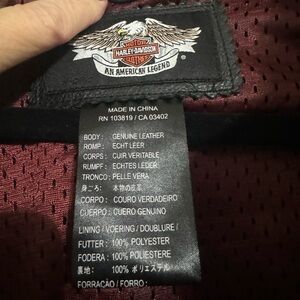 MOTOR
HARLEY-DAVIDSON
CYCLES
AN AMERICAN LEGEND
MADE IN CHINA
RN 103819 / CA 03402
BODY: GENUINE LEATHER
ROMP: ECHT LEER
CORPS: CUIR VERITABLE
RUMPF: ECHTES LEDER
TRONCO: PELLE VERA
身ごろ: 本物の皮革
CORPO: COURO VERDADEIRO
CUERPO: CUERO GENUINO
LINING / VOERING / DOUBLURE /
FUTTER: 100% POLYESTER
FODERA: 100% POLIESTERE
裏地: 100% ポリエステル
FORRAÇÃO / FORRO: